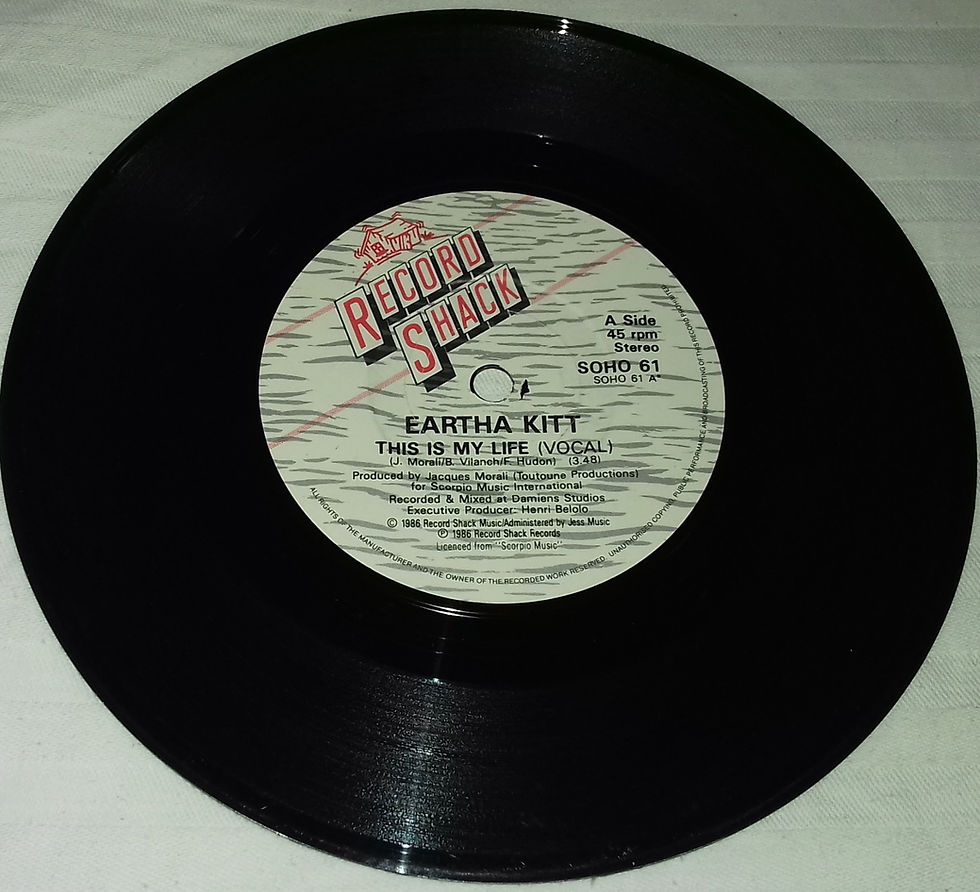 RECORD
SHACK
A Side
45 rpm
Stereo
SOHO 61
SOHO 61 A
EARTHA KITT
THIS IS MY LIFE (VOCAL)
(J. Morali/B. Vilanch/F. Hudon) (3.48)
Produced by Jacques Morali (Toutoune Productions)
for Scorpio Music International
Recorded & Mixed at Damiens Studios
Executive Producer: Henri Belolo
© 1986 Record Shack Music/Administered by Jess Music
℗ 1986 Record Shack Records
Licenced from "Scorpio Music"
ALL RIGHTS OF THE MANUFACTURER AND THE OWNER OF THE RECORDED WORK RESERVED. UNAUTHORISED COPYING PUBLIC PERFORMANCE AND BROADCASTING OF THIS RECORD PROHIBITED